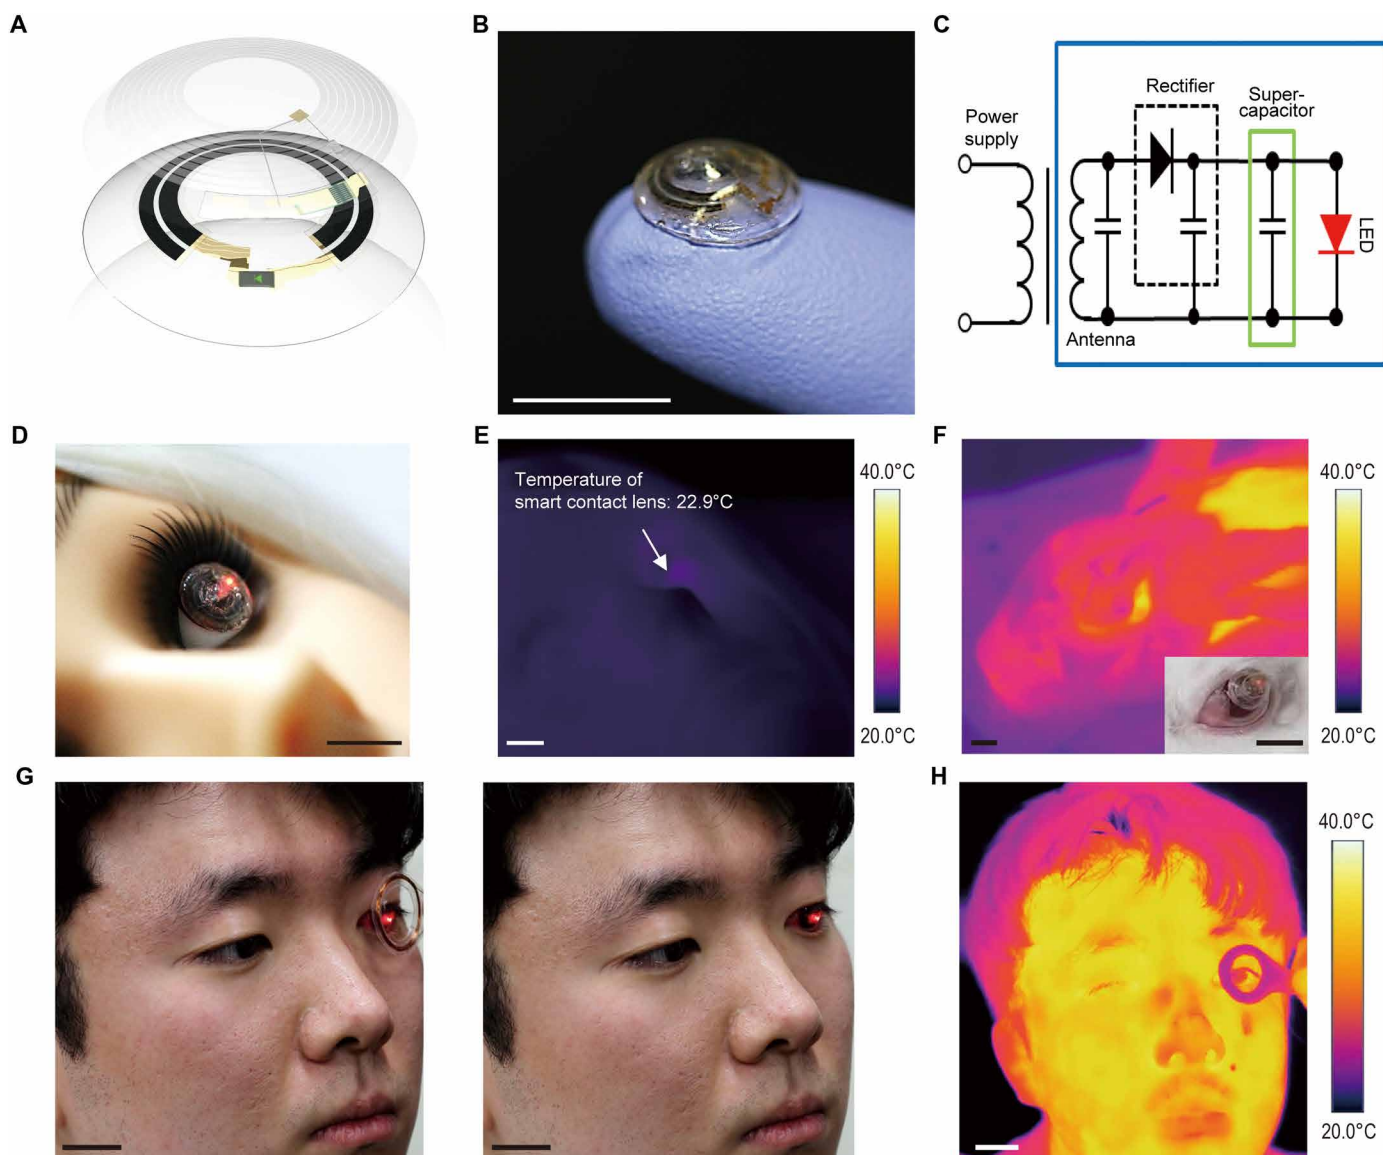 A
B
C
Rectifier
Super-
capacitor
Power
supply
LED
Antenna
D
E
F
Temperature of
smart contact lens: 22.9°C
40.0°C
20.0°C
40.0°C
20.0°C
G
H
40.0°C
20.0°C